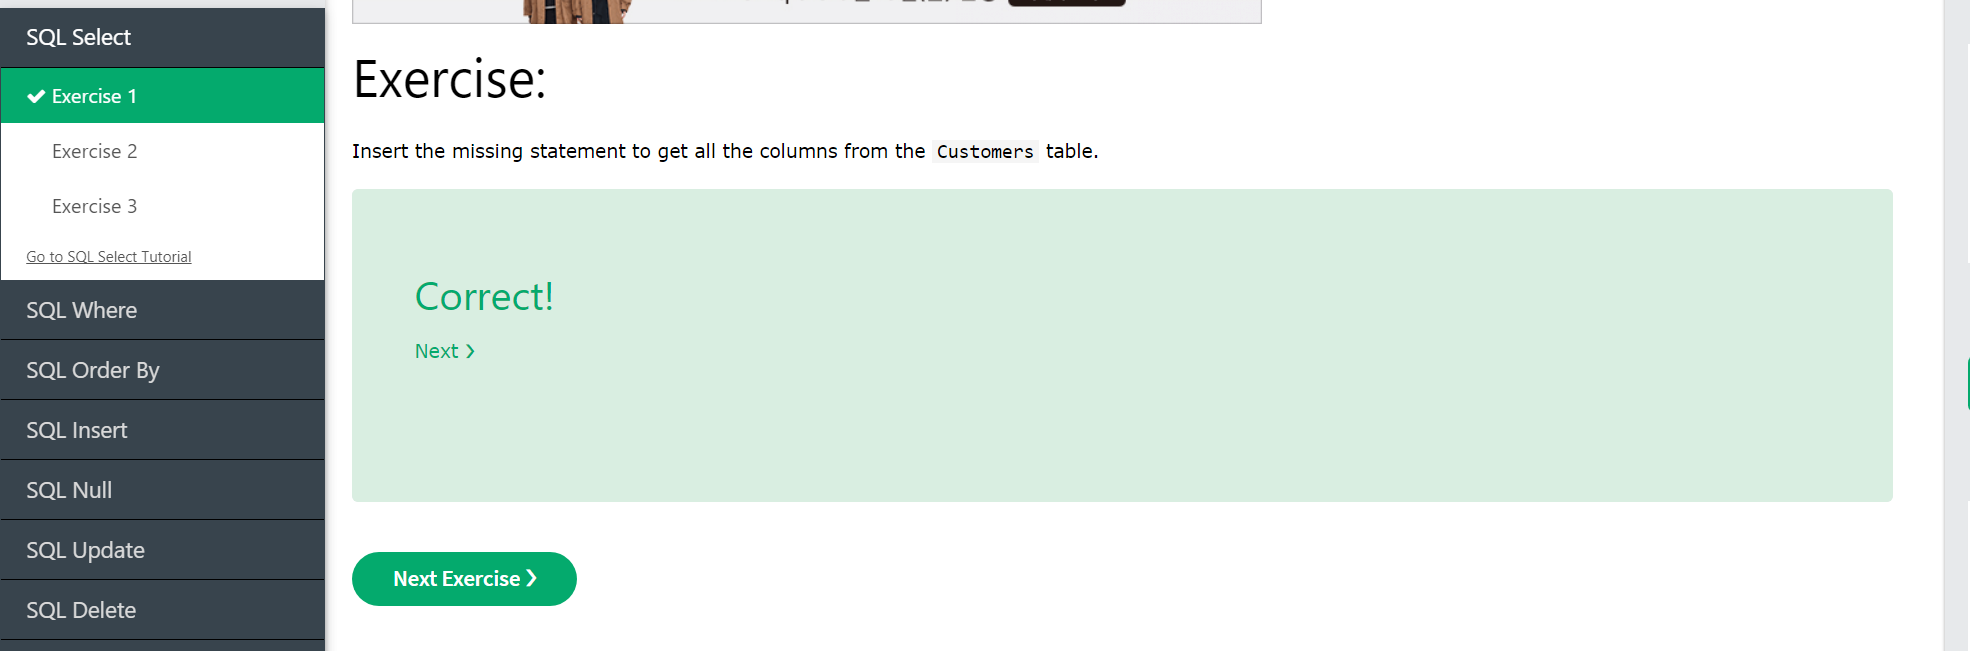 SQL Select
Exercise 1
Exercise 2
Exercise 3
Go to SQL Select Tutorial
SQL Where
SQL Order By
SQL Insert
SQL Null
SQL Update
SQL Delete
Exercise:
Insert the missing statement to get all the columns from the Customers table.
Correct!
Next ❯
Next Exercise ❯